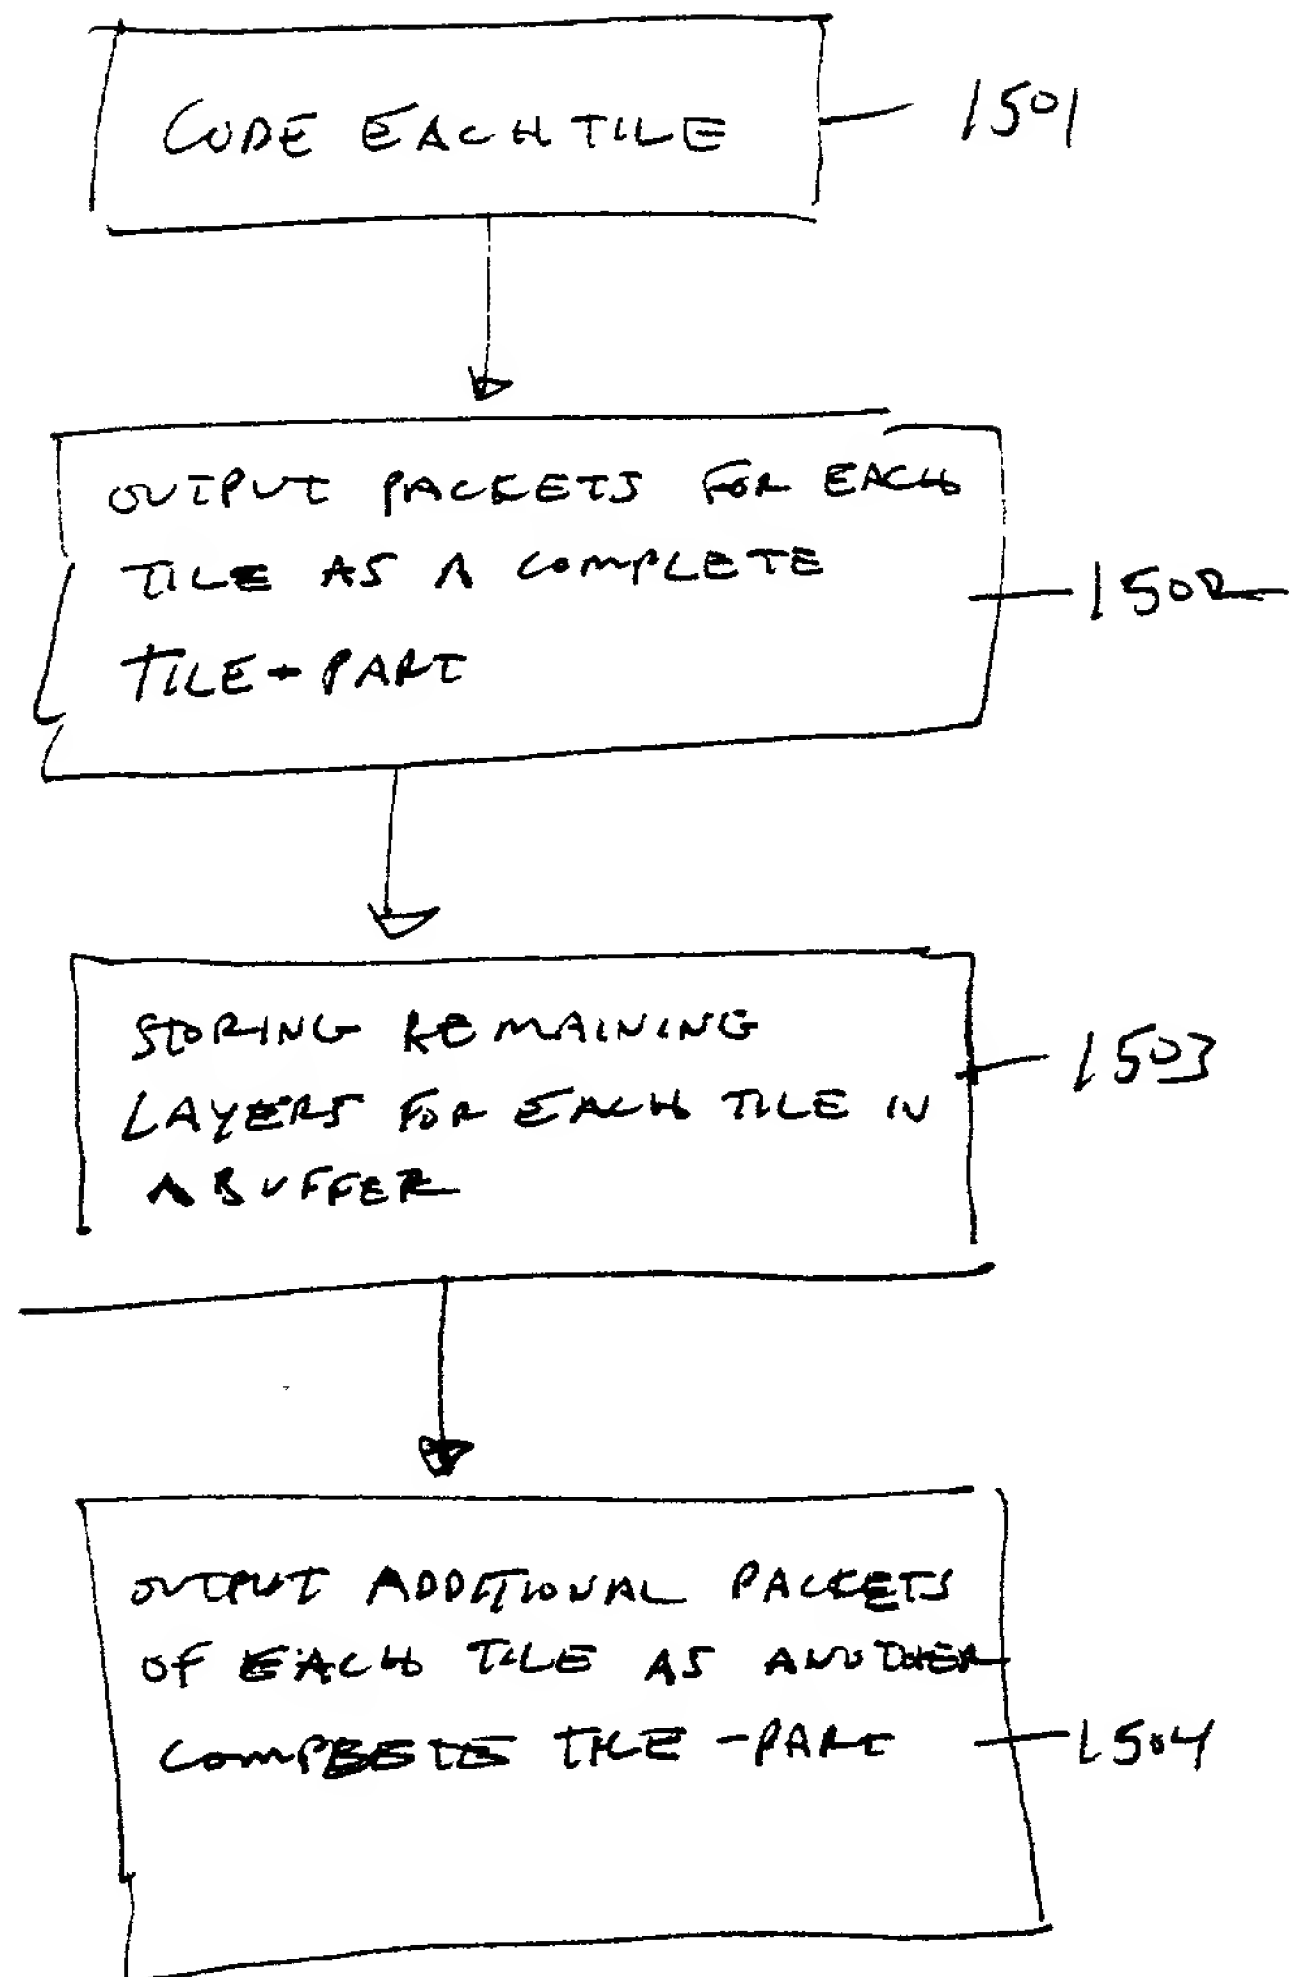 CODE EACH TILE
1501
OUTPUT PACKETS FOR EACH
TILE AS A COMPLETE
TILE-PART
1502
STORING REMAINING
LAYERS FOR EACH TILE IN
A BUFFER
1503
OUTPUT ADDITIONAL PACKETS
OF EACH TILE AS ANOTHER
COMPLETE TILE-PART
1504